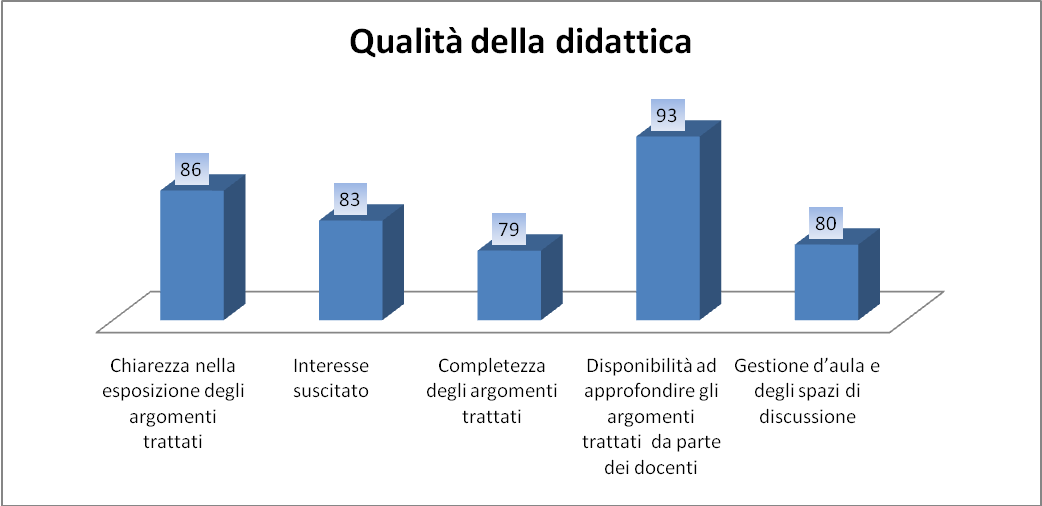 Qualità della didattica
86
83
79
93
80
Chiarezza nella
esposizione degli
argomenti
trattati
Interesse
suscitato
Completezza
degli argomenti
trattati
Disponibilità ad
approfondire gli
argomenti
trattati da parte
dei docenti
Gestione d'aula e
degli spazi di
discussione